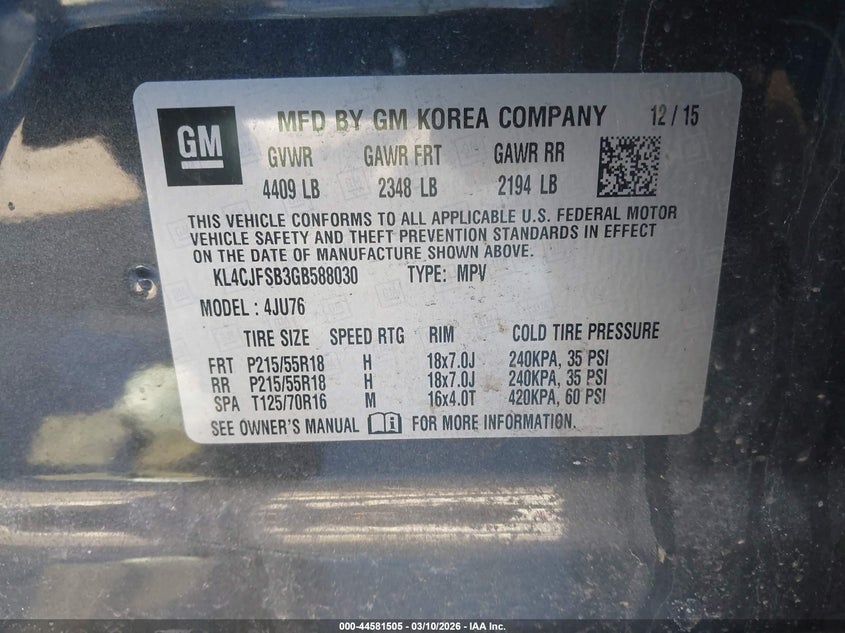 GM
MFD BY GM KOREA COMPANY 12 / 15
GVWR GAWR FRT GAWR RR
4409 LB 2348 LB 2194 LB
THIS VEHICLE CONFORMS TO ALL APPLICABLE U.S. FEDERAL MOTOR
VEHICLE SAFETY AND THEFT PREVENTION STANDARDS IN EFFECT
ON THE DATE OF MANUFACTURE SHOWN ABOVE.
KL4CJFSB3GB588030 TYPE: MPV
MODEL : 4JU76
TIRE SIZE SPEED RTG RIM COLD TIRE PRESSURE
FRT P215/55R18 H 18x7.0J 240KPA, 35 PSI
RR P215/55R18 H 18x7.0J 240KPA, 35 PSI
SPA T125/70R16 M 16x4.0T 420KPA, 60 PSI
SEE OWNER'S MANUAL FOR MORE INFORMATION.
000-44581505 - 03/10/2026 - IAA Inc.